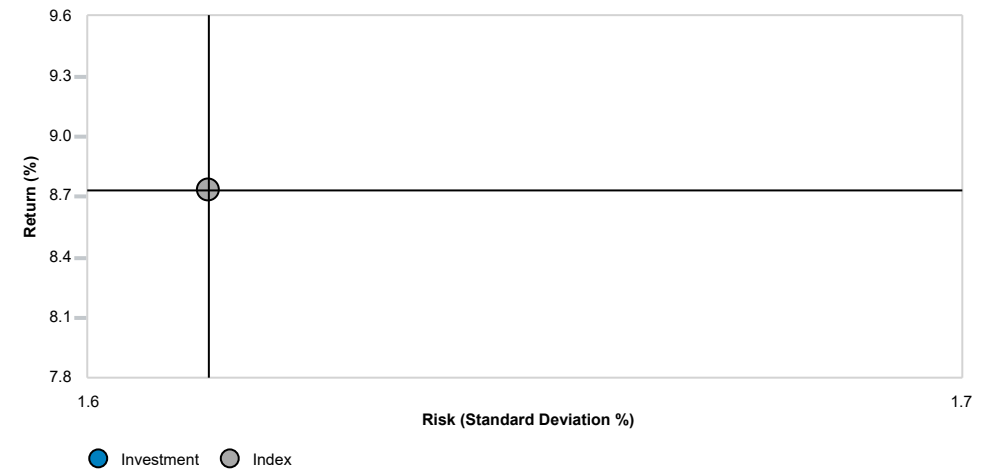 9.6
9.3
9.0
8.7
8.4
8.1
7.8
Return (%)
1.6 1.7
Risk (Standard Deviation %)
Investment Index